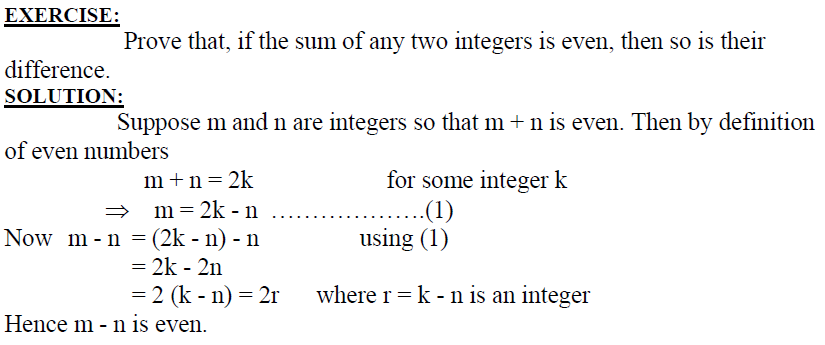 EXERCISE:
Prove that, if the sum of any two integers is even, then so is their
difference.
SOLUTION:
Suppose m and n are integers so that m + n is even. Then by definition
of even numbers
m + n = 2k for some integer k
⇒ m = 2k - n ...................(1)
Now m - n = (2k - n) - n using (1)
= 2k - 2n
= 2 (k - n) = 2r where r = k - n is an integer
Hence m - n is even.